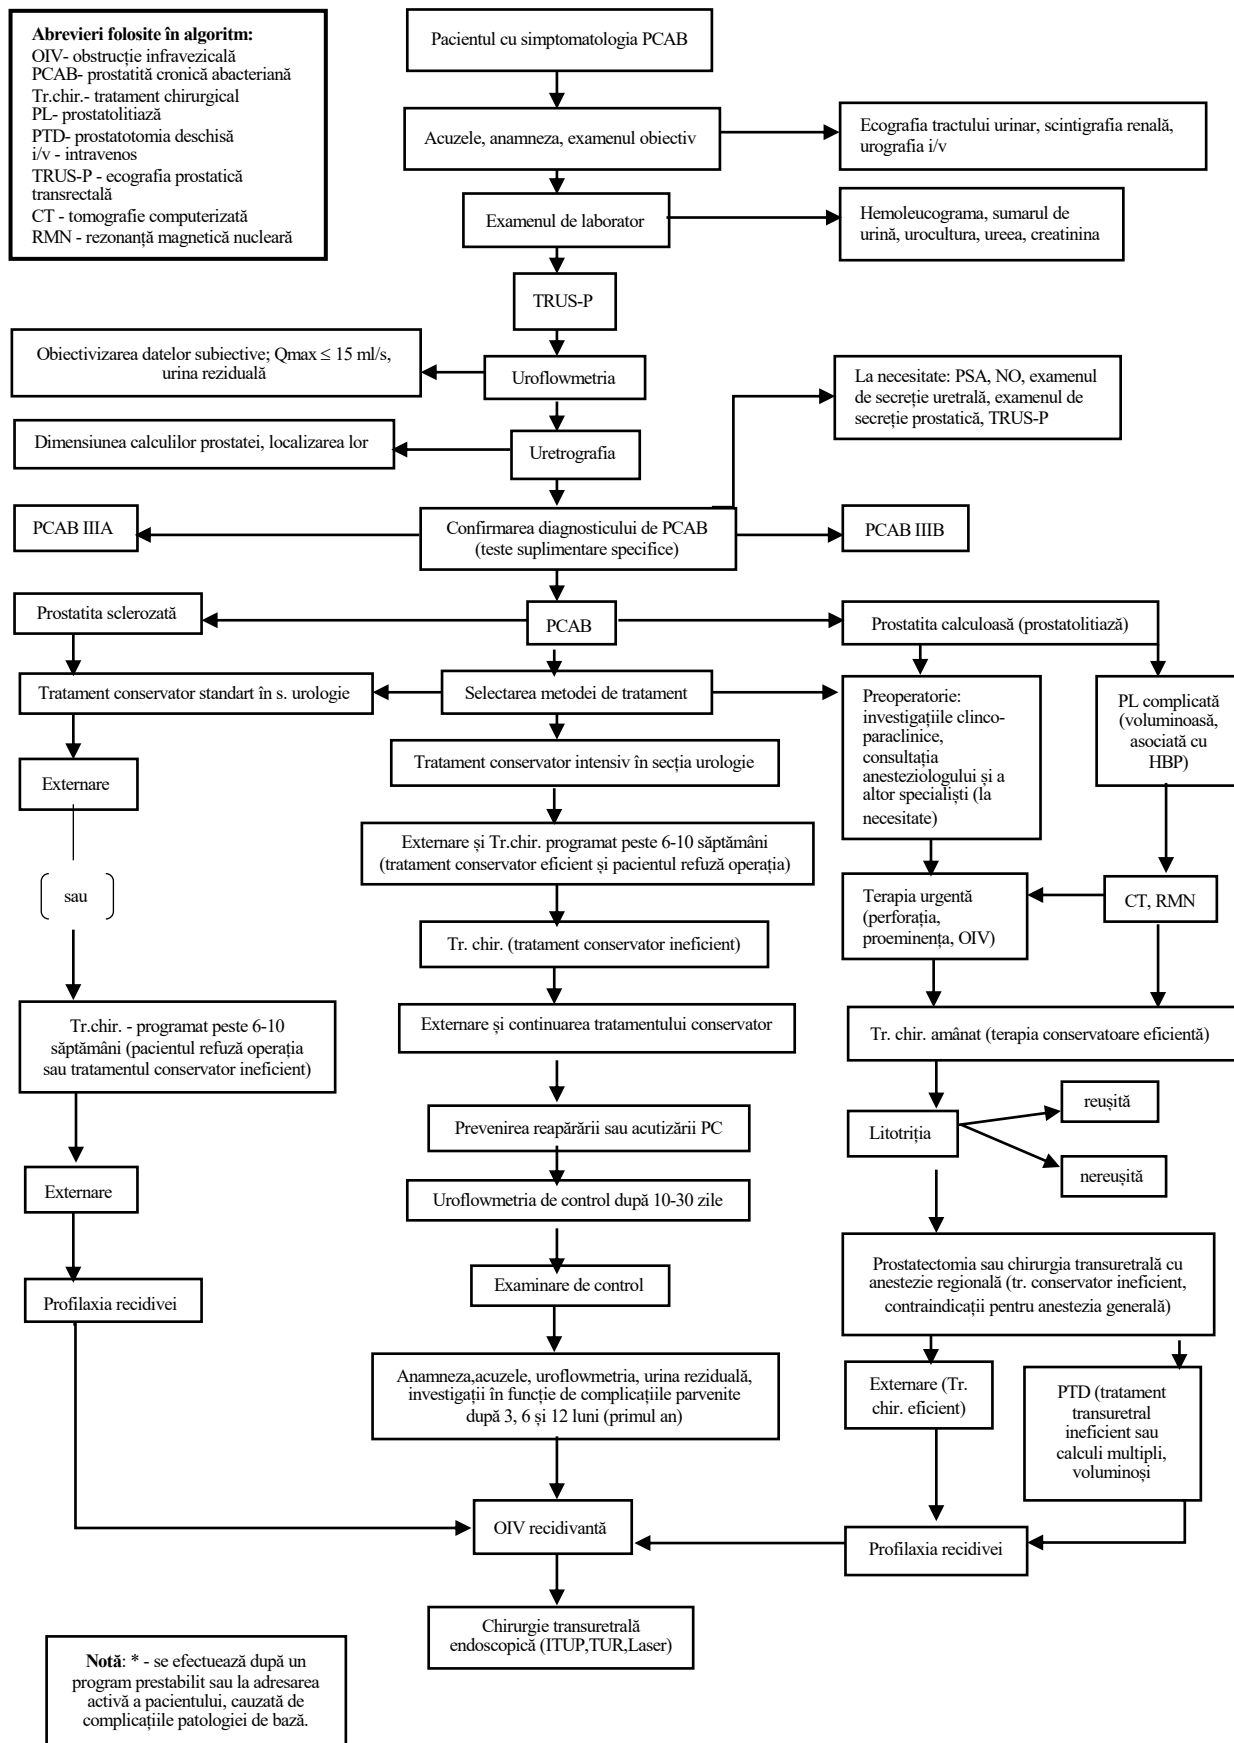 Abrevieri folosite în algoritm:
OIV- obstrucție infravezicală
PCAB- prostatită cronică abacteriană
Tr.chir.- tratament chirurgical
PL- prostatolitiază
PTD- prostatotomia deschisă
i/v - intravenos
TRUS-P - ecografia prostatică
transrectală
CT - tomografie computerizată
RMN - rezonanță magnetică nucleară
Pacientul cu simptomatologia PCAB
Acuzele, anamneza, examenul obiectiv
Ecografia tractului urinar, scintigrafia renală,
urografia i/v
Examenul de laborator
Hemoleucograma, sumarul de
urină, urocultura, ureea, creatinina
TRUS-P
Obiectivizarea datelor subiective; Qmax ≤ 15 ml/s,
urina reziduală
Uroflowmetria
La necesitate: PSA, NO, examenul
de secreție uretrală, examenul de
secreție prostatică, TRUS-P
Dimensiunea calculilor prostatei, localizarea lor
Uretrografia
PCAB IIIA
Confirmarea diagnosticului de PCAB
(teste suplimentare specifice)
PCAB IIIB
Prostatita sclerozată
PCAB
Prostatita calculoasă (prostatolitiază)
Tratament conservator standart în s. urologie
Selectarea metodei de tratament
Preoperatorie:
investigațiile clinco-
paraclinice,
consultația
anesteziologului și a
altor specialiști (la
necesitate)
PL complicată
(voluminoasă,
asociată cu
HBP)
Externare
Tratament conservator intensiv în secția urologie
Externare și Tr.chir. programat peste 6-10 săptămâni
(tratament conservator eficient și pacientul refuză operația)
sau
Terapia urgentă
(perforația,
proeminența, OIV)
CT, RMN
Tr. chir. (tratament conservator ineficient)
Tr.chir. - programat peste 6-10
săptămâni (pacientul refuză operația
sau tratamentul conservator ineficient)
Externare și continuarea tratamentului conservator
Tr. chir. amânat (terapia conservatoare eficientă)
Prevenirea reapărării sau acutizării PC
Litotriția
reușită
nereușită
Externare
Uroflowmetria de control după 10-30 zile
Prostatectomia sau chirurgia transuretrală cu
anestezie regională (tr. conservator ineficient,
contraindicații pentru anestezia generală)
Examinare de control
Profilaxia recidivei
Anamneza,acuzele, uroflowmetria, urina reziduală,
investigații în funcție de complicațiile parvenite
după 3, 6 și 12 luni (primul an)
Externare (Tr.
chir. eficient)
PTD (tratament
transuretral
ineficient sau
calculi multipli,
voluminoși
OIV recidivantă
Profilaxia recidivei
Chirurgie transuretrală
endoscopică (ITUP,TUR,Laser)
Notă: * - se efectuează după un
program prestabilit sau la adresarea
activă a pacientului, cauzată de
complicațiile patologiei de bază.